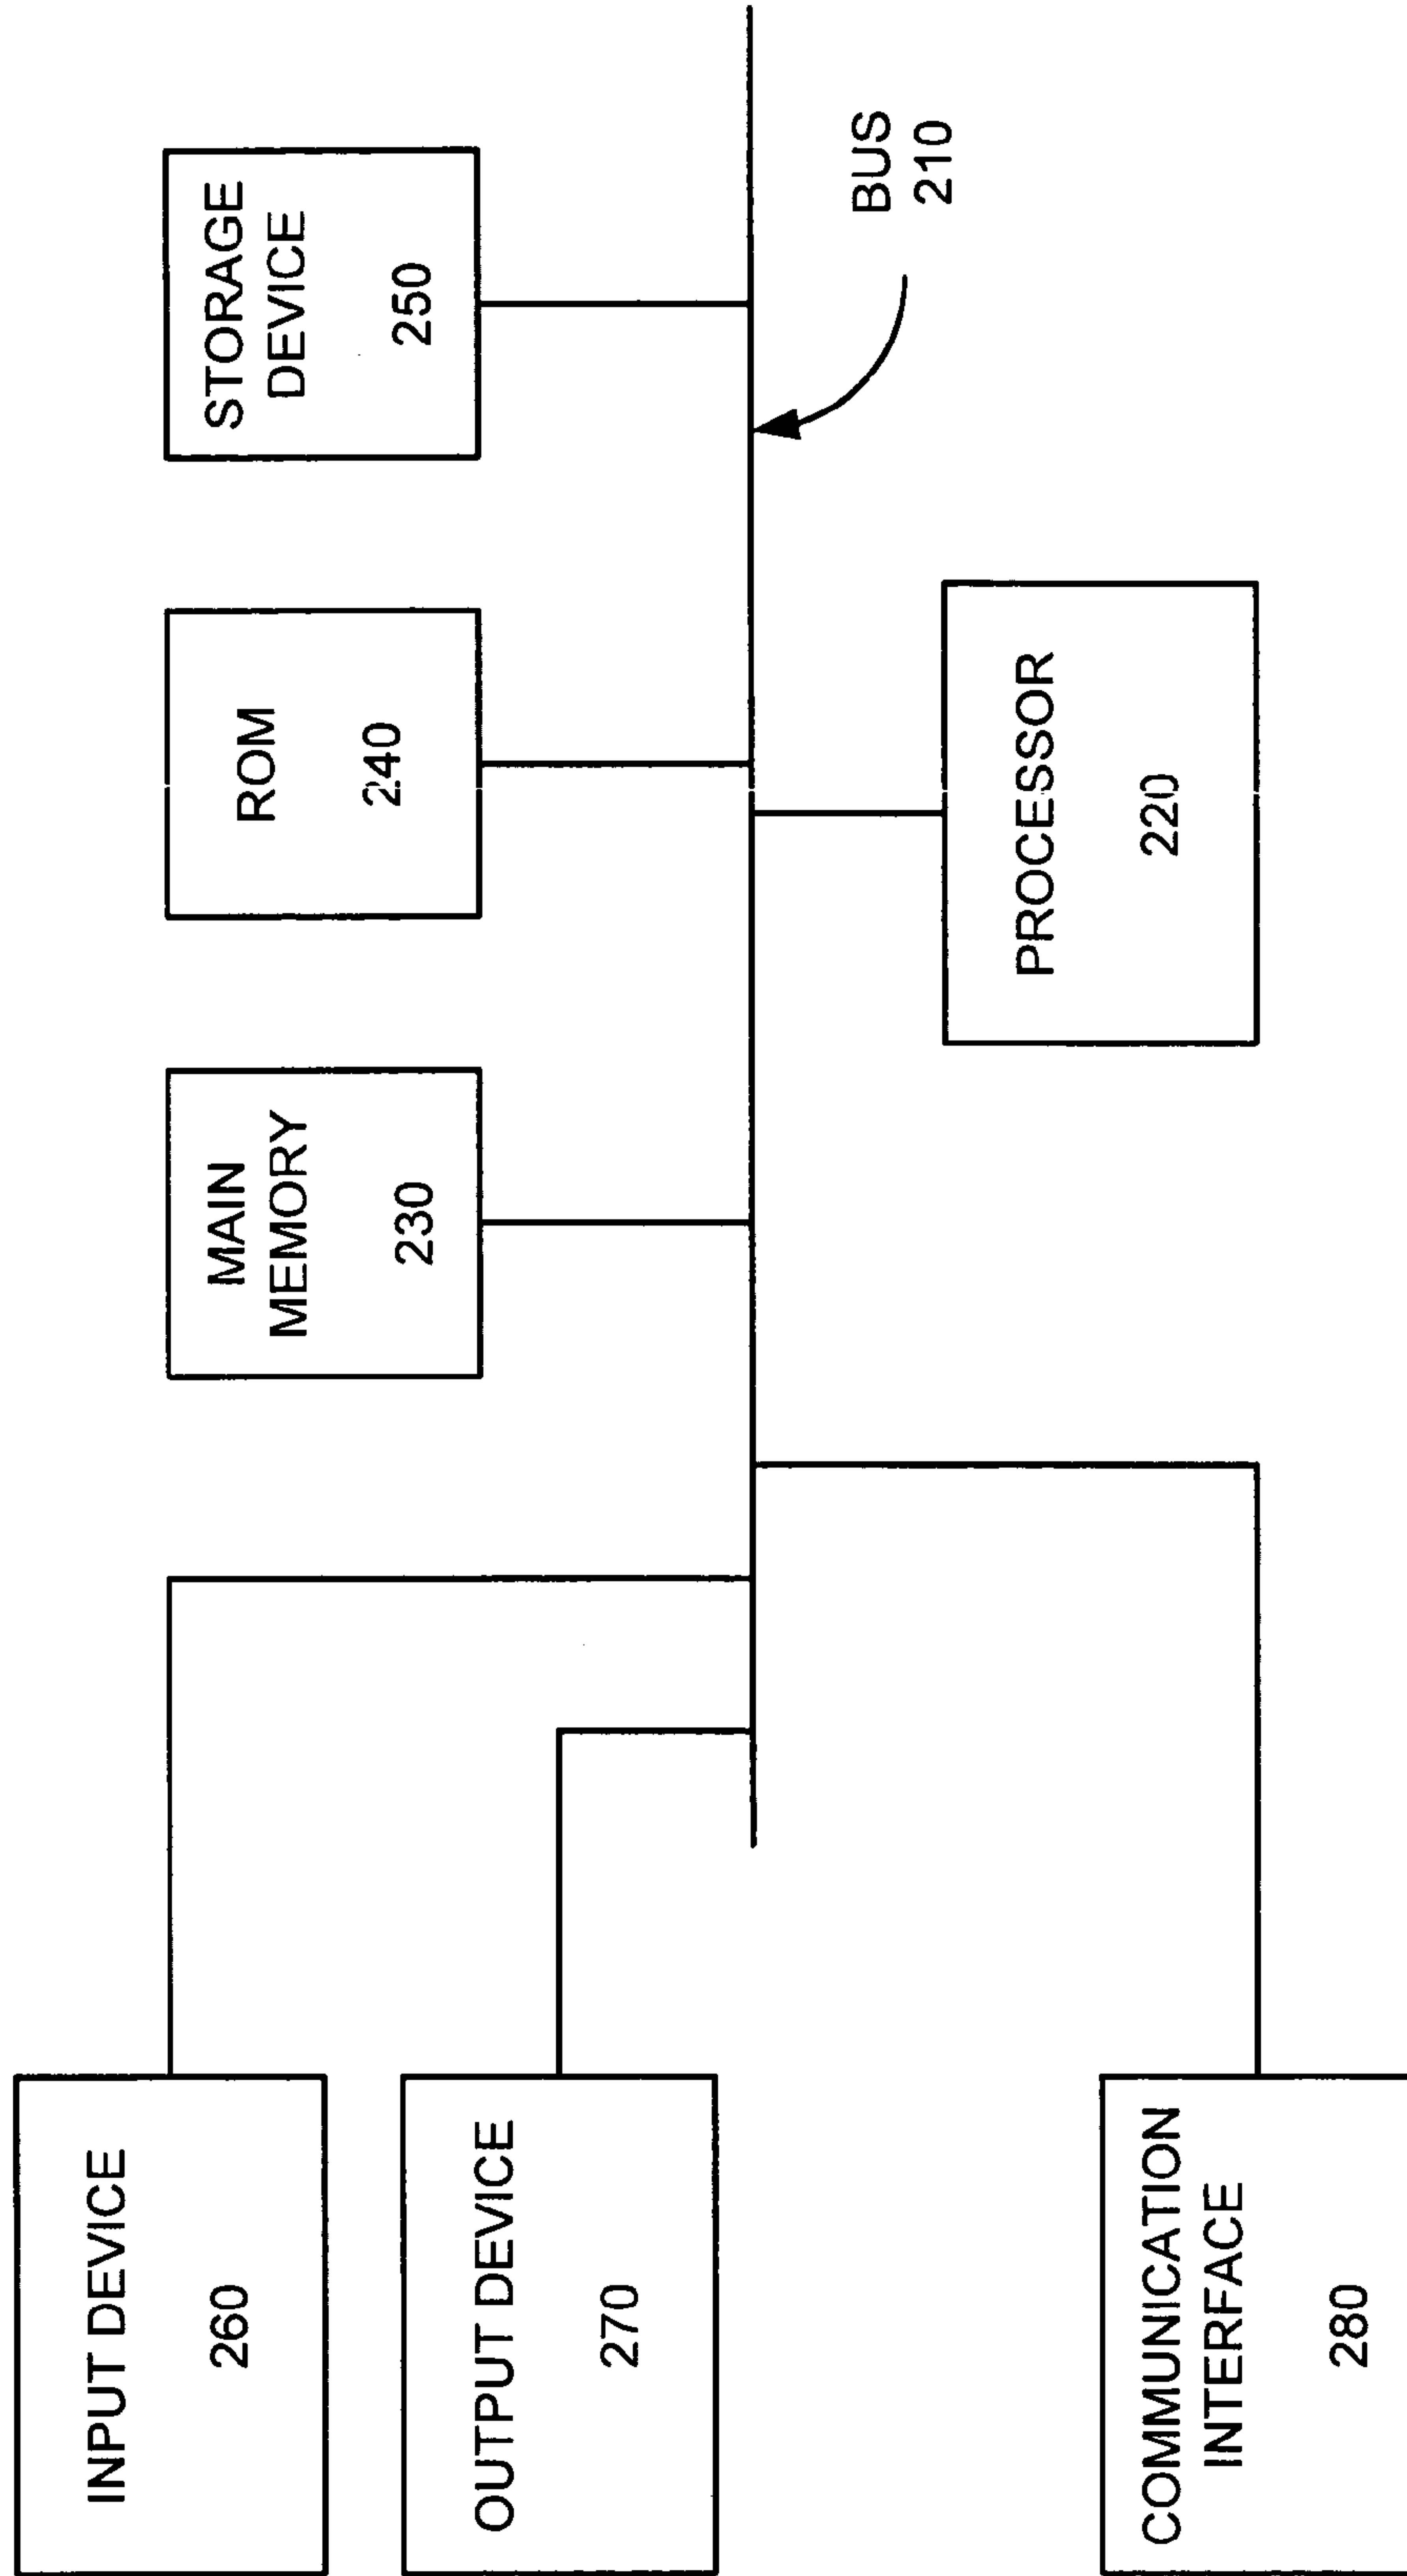 INPUT DEVICE
260
OUTPUT DEVICE
270
COMMUNICATION
INTERFACE
280
MAIN
MEMORY
230
ROM
240
STORAGE
DEVICE
250
PROCESSOR
220
BUS
210